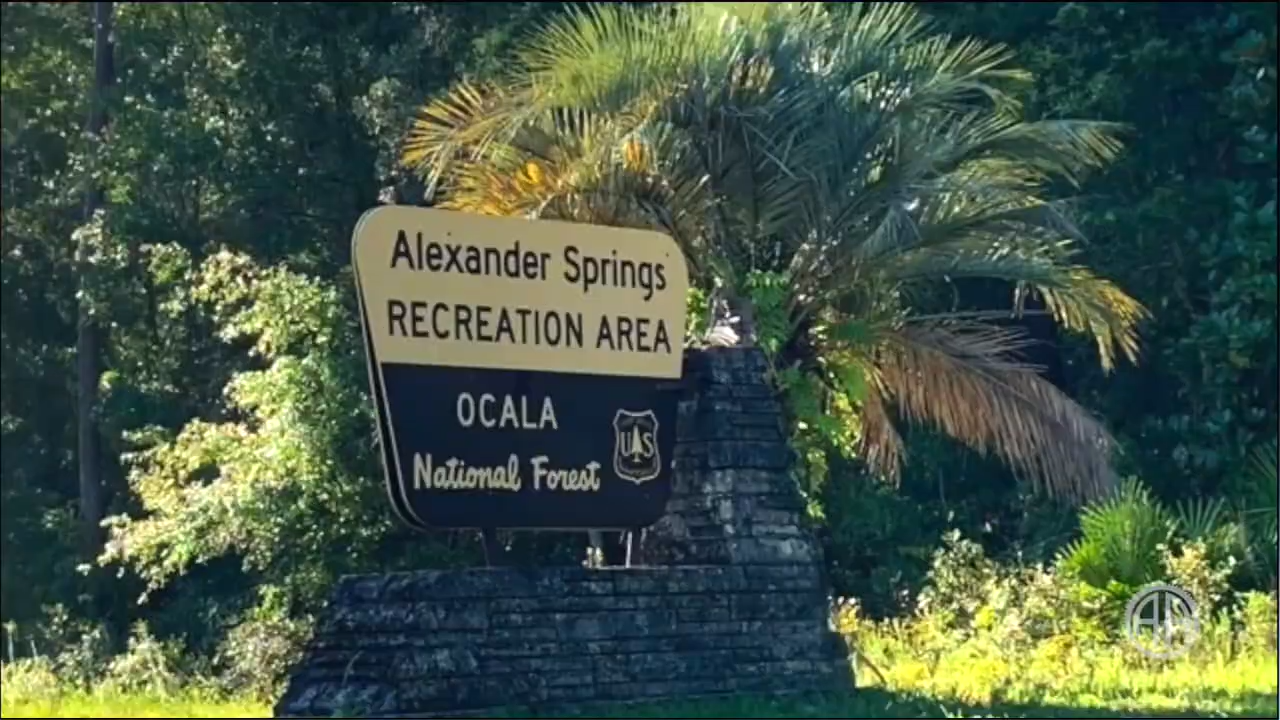 Alexander Springs
RECREATION AREA
OCALA
National Forest
U S